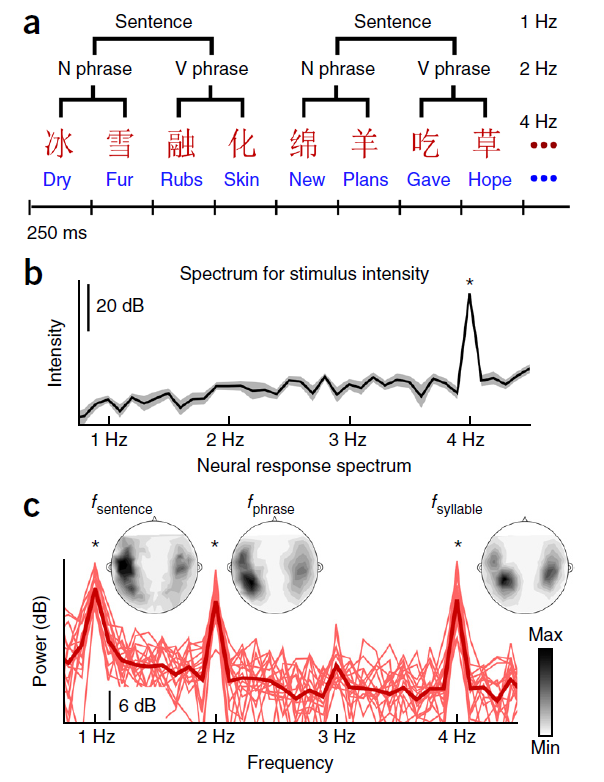 a
Sentence Sentence 1 Hz
N phrase V phrase N phrase V phrase 2 Hz
4 Hz
冰 雪 融 化 绵 羊 吃 草 •••
Dry Fur Rubs Skin New Plans Gave Hope •••
250 ms
b
Spectrum for stimulus intensity
*
20 dB
Intensity
1 Hz 2 Hz 3 Hz 4 Hz
Neural response spectrum
c
f sentence f phrase f syllable
* * *
Power (dB)
Max
6 dB
Min
1 Hz 2 Hz 3 Hz 4 Hz
Frequency